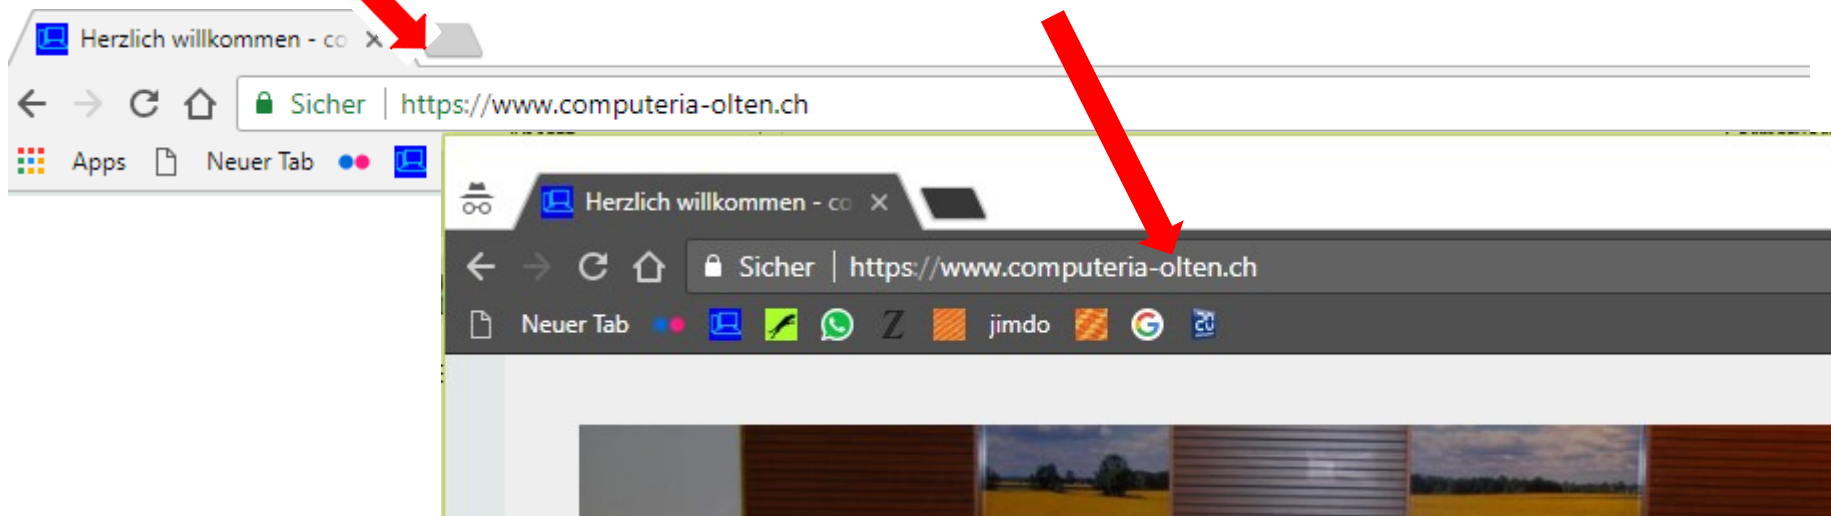 Herzlich willkommen - co
Sicher | https://www.computeria-olten.ch
Apps Neuer Tab
Herzlich willkommen - co
Sicher | https://www.computeria-olten.ch
Neuer Tab Z jimdo G 20